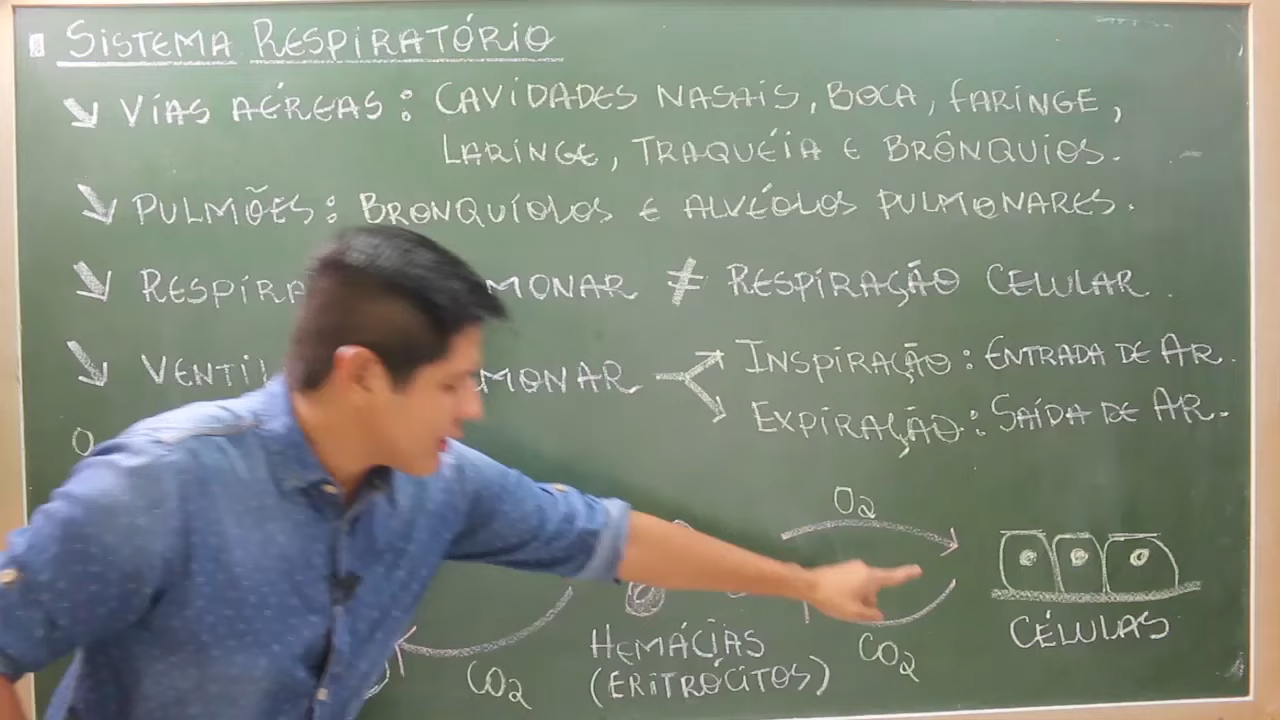 SISTEMA RESPIRATÓRIO
VIAS AÉREAS: CAVIDADES NASAIS, BOCA, FARINGE,
LARINGE, TRAQUÉIA E BRÔNQUIOS.
PULMÕES: BRONQUÍOLOS E ALVÉOLOS PULMONARES.
RESPIRA MONAR ≠ RESPIRAÇÃO CELULAR.
VENTIL MONAR INSPIRAÇÃO: ENTRADA DE AR.
EXPIRAÇÃO: SAÍDA DE AR.
O
O2
HEMÁCIAS
(ERITRÓCITOS)
CO2
CO2
CÉLULAS